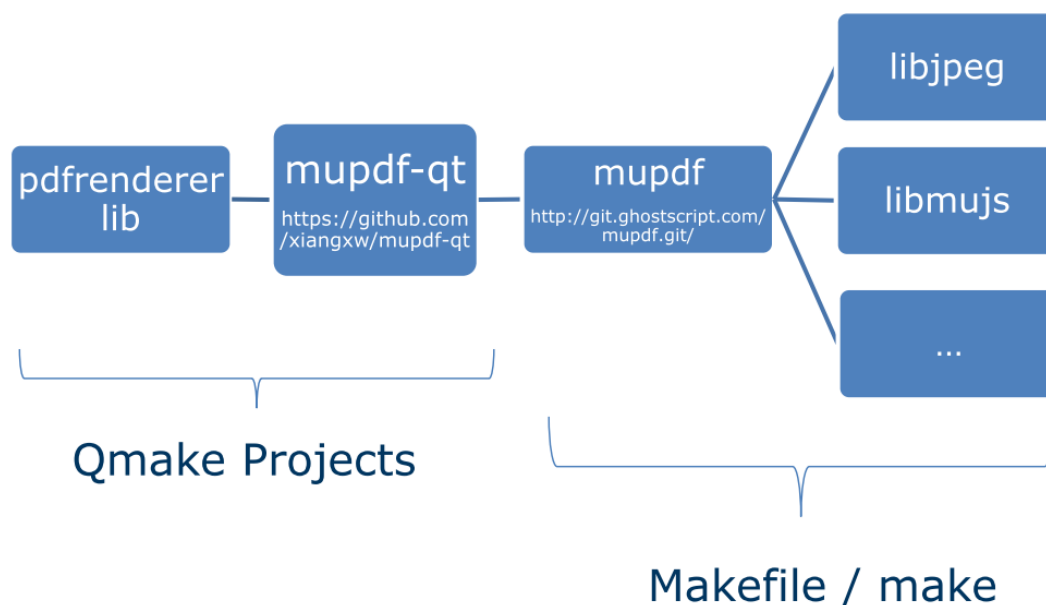 pdfrenderer
lib
mupdf-qt
https://github.com
/xiangxw/mupdf-qt
mupdf
http://git.ghostscript.com/
mupdf.git/
libjpeg
libmujs
...
Qmake Projects
Makefile / make